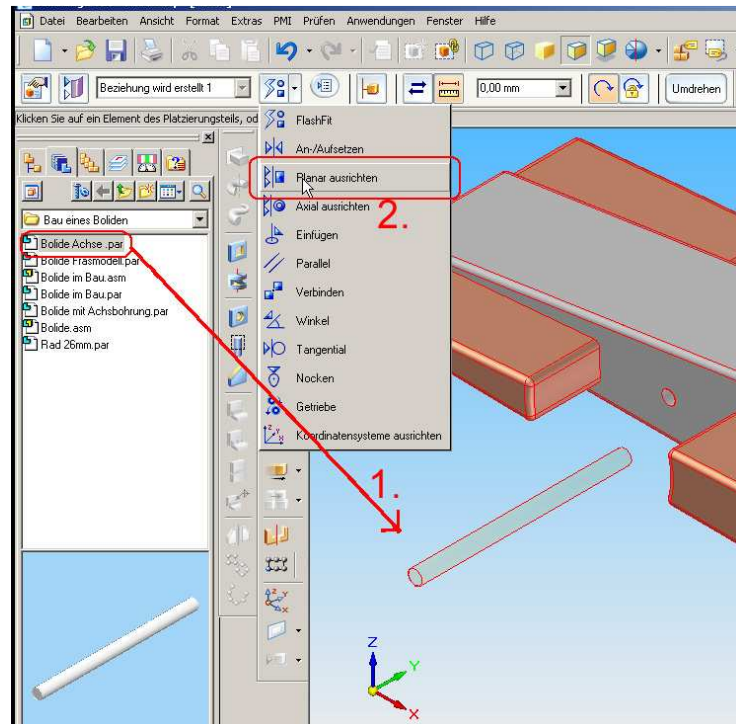 Datei Bearbeiten Ansicht Format Extras PMI Prüfen Anwendungen Fenster Hilfe
Beziehung wird erstellt 1
0,00 mm
Umdrehen
Klicken Sie auf ein Element des Platzierungsteils, od
FlashFit
An-/Aufsetzen
Planar ausrichten
2.
Axial ausrichten
Einfügen
Parallel
Verbinden
Winkel
Tangential
Nocken
Getriebe
Koordinatensysteme ausrichten
Bau eines Boliden
Bolide Achse .par
Bolide Fräsmodell.par
Bolide im Bau.asm
Bolide im Bau.par
Bolide mit Achsbohrung.par
Bolide.asm
Rad 26mm.par
1.
Z
Y
X